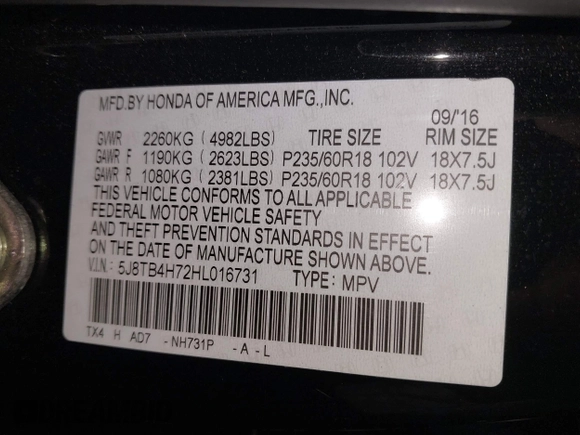 MFD.BY HONDA OF AMERICA MFG.,INC.
09/'16
GVWR 2260KG ( 4982LBS ) TIRE SIZE RIM SIZE
GAWR F 1190KG ( 2623LBS ) P235/60R18 102V 18X7.5J
GAWR R 1080KG ( 2381LBS ) P235/60R18 102V 18X7.5J
THIS VEHICLE CONFORMS TO ALL APPLICABLE
FEDERAL MOTOR VEHICLE SAFETY
AND THEFT PREVENTION STANDARDS IN EFFECT
ON THE DATE OF MANUFACTURE SHOWN ABOVE.
V.I.N.: 5J8TB4H72HL016731 TYPE: MPV
TX4 H AD7 -NH731P -A-L